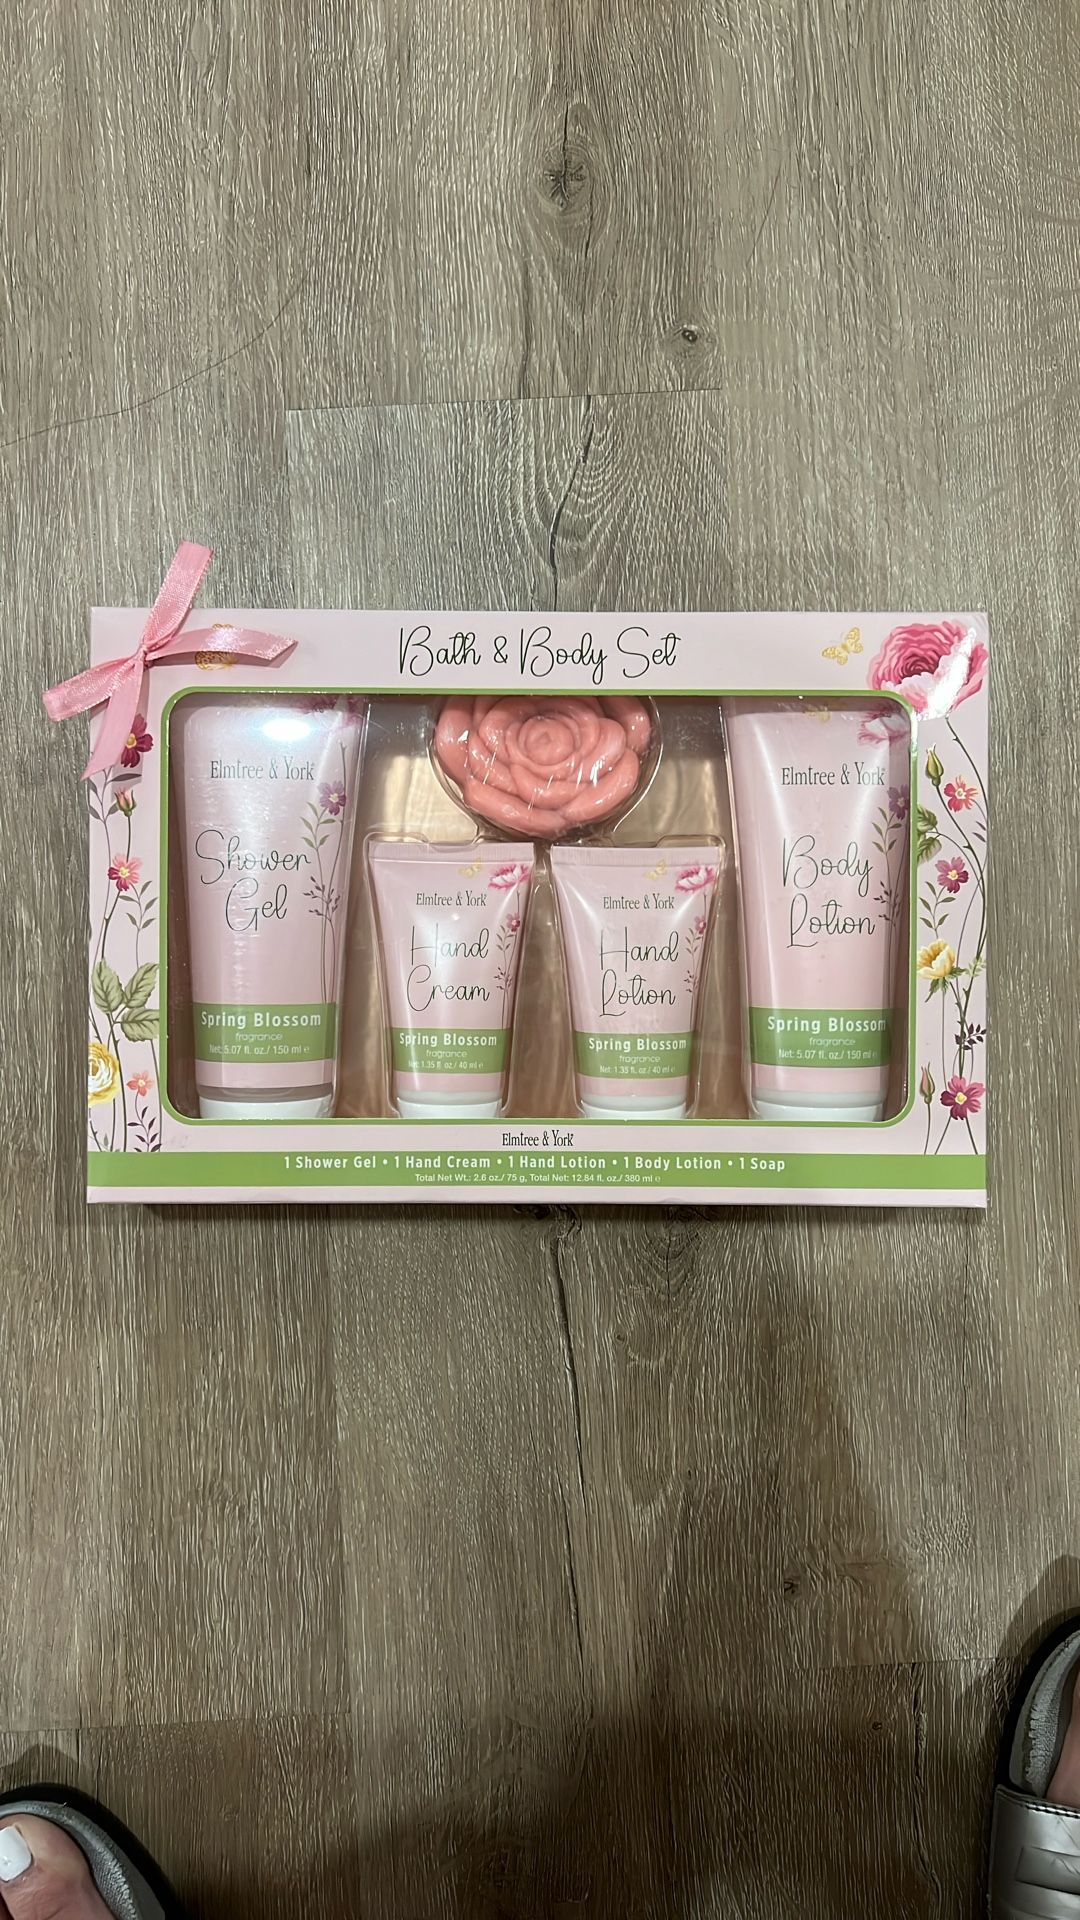 Bath & Body Set
Elmtree & York
Shower
Gel
Spring Blossom
fragrance
Net: 5.07 fl. oz./ 150 ml e
Elmtree & York
Hand
Cream
Spring Blossom
fragrance
Net: 1.35 fl. oz./ 40 ml e
Elmtree & York
Hand
Lotion
Spring Blossom
fragrance
Net: 1.35 fl. oz./ 40 ml e
Elmtree & York
Body
Lotion
Spring Blossom
fragrance
Net: 5.07 fl. oz./ 150 ml e
Elmtree & York
1 Shower Gel • 1 Hand Cream • 1 Hand Lotion • 1 Body Lotion • 1 Soap
Total Net Wt.: 2.6 oz./ 75 g, Total Net: 12.84 fl. oz./ 380 ml e